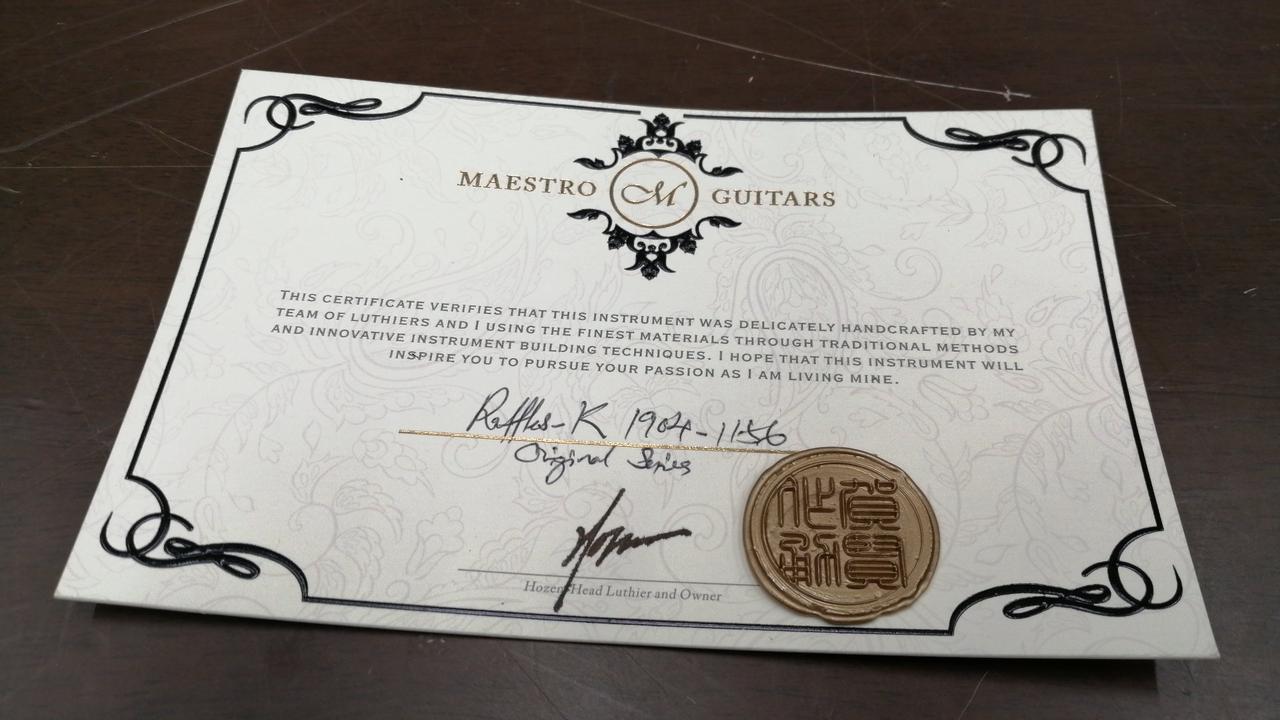 MAESTRO M GUITARS
THIS CERTIFICATE VERIFIES THAT THIS INSTRUMENT WAS DELICATELY HANDCRAFTED BY MY
TEAM OF LUTHIERS AND I USING THE FINEST MATERIALS THROUGH TRADITIONAL METHODS
AND INNOVATIVE INSTRUMENT BUILDING TECHNIQUES. I HOPE THAT THIS INSTRUMENT WILL
INSPIRE YOU TO PURSUE YOUR PASSION AS I AM LIVING MINE.
Raffles-K 1904-1156
Original Series
Hozen
Hozen-Head Luthier and Owner